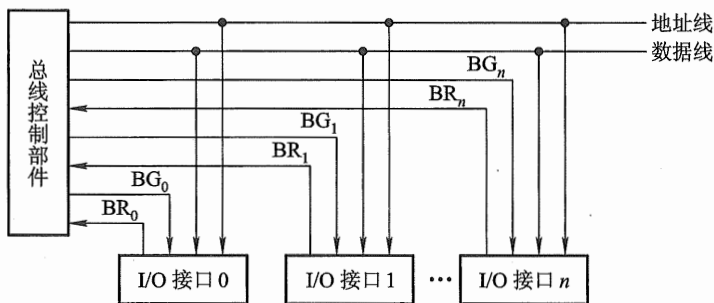 地址线
数据线
总线控制部件
BGₙ
BRₙ
BG₁
BR₁
BG₀
BR₀
I/O 接口 0
I/O 接口 1
···
I/O 接口 n